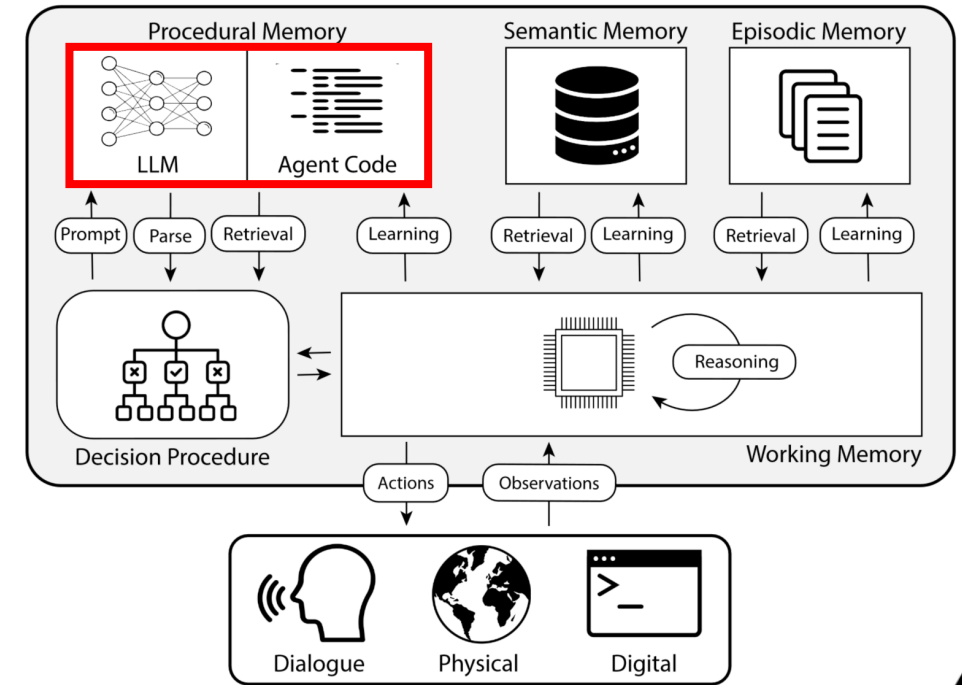 Procedural Memory
Semantic Memory
Episodic Memory
LLM
Agent Code
Prompt
Parse
Retrieval
Learning
Retrieval
Learning
Retrieval
Learning
Reasoning
Decision Procedure
Working Memory
Actions
Observations
>_
Dialogue
Physical
Digital